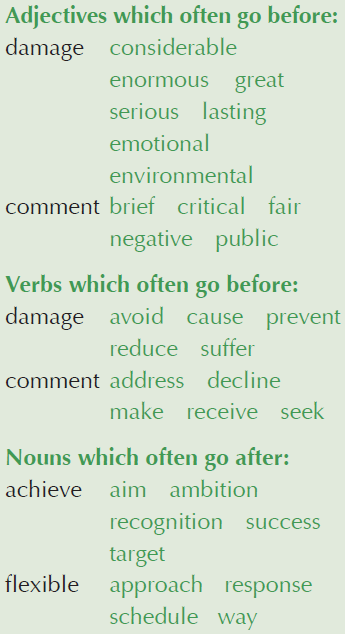 Adjectives which often go before:
damage considerable
enormous great
serious lasting
emotional
environmental
comment brief critical fair
negative public
Verbs which often go before:
damage avoid cause prevent
reduce suffer
comment address decline
make receive seek
Nouns which often go after:
achieve aim ambition
recognition success
target
flexible approach response
schedule way